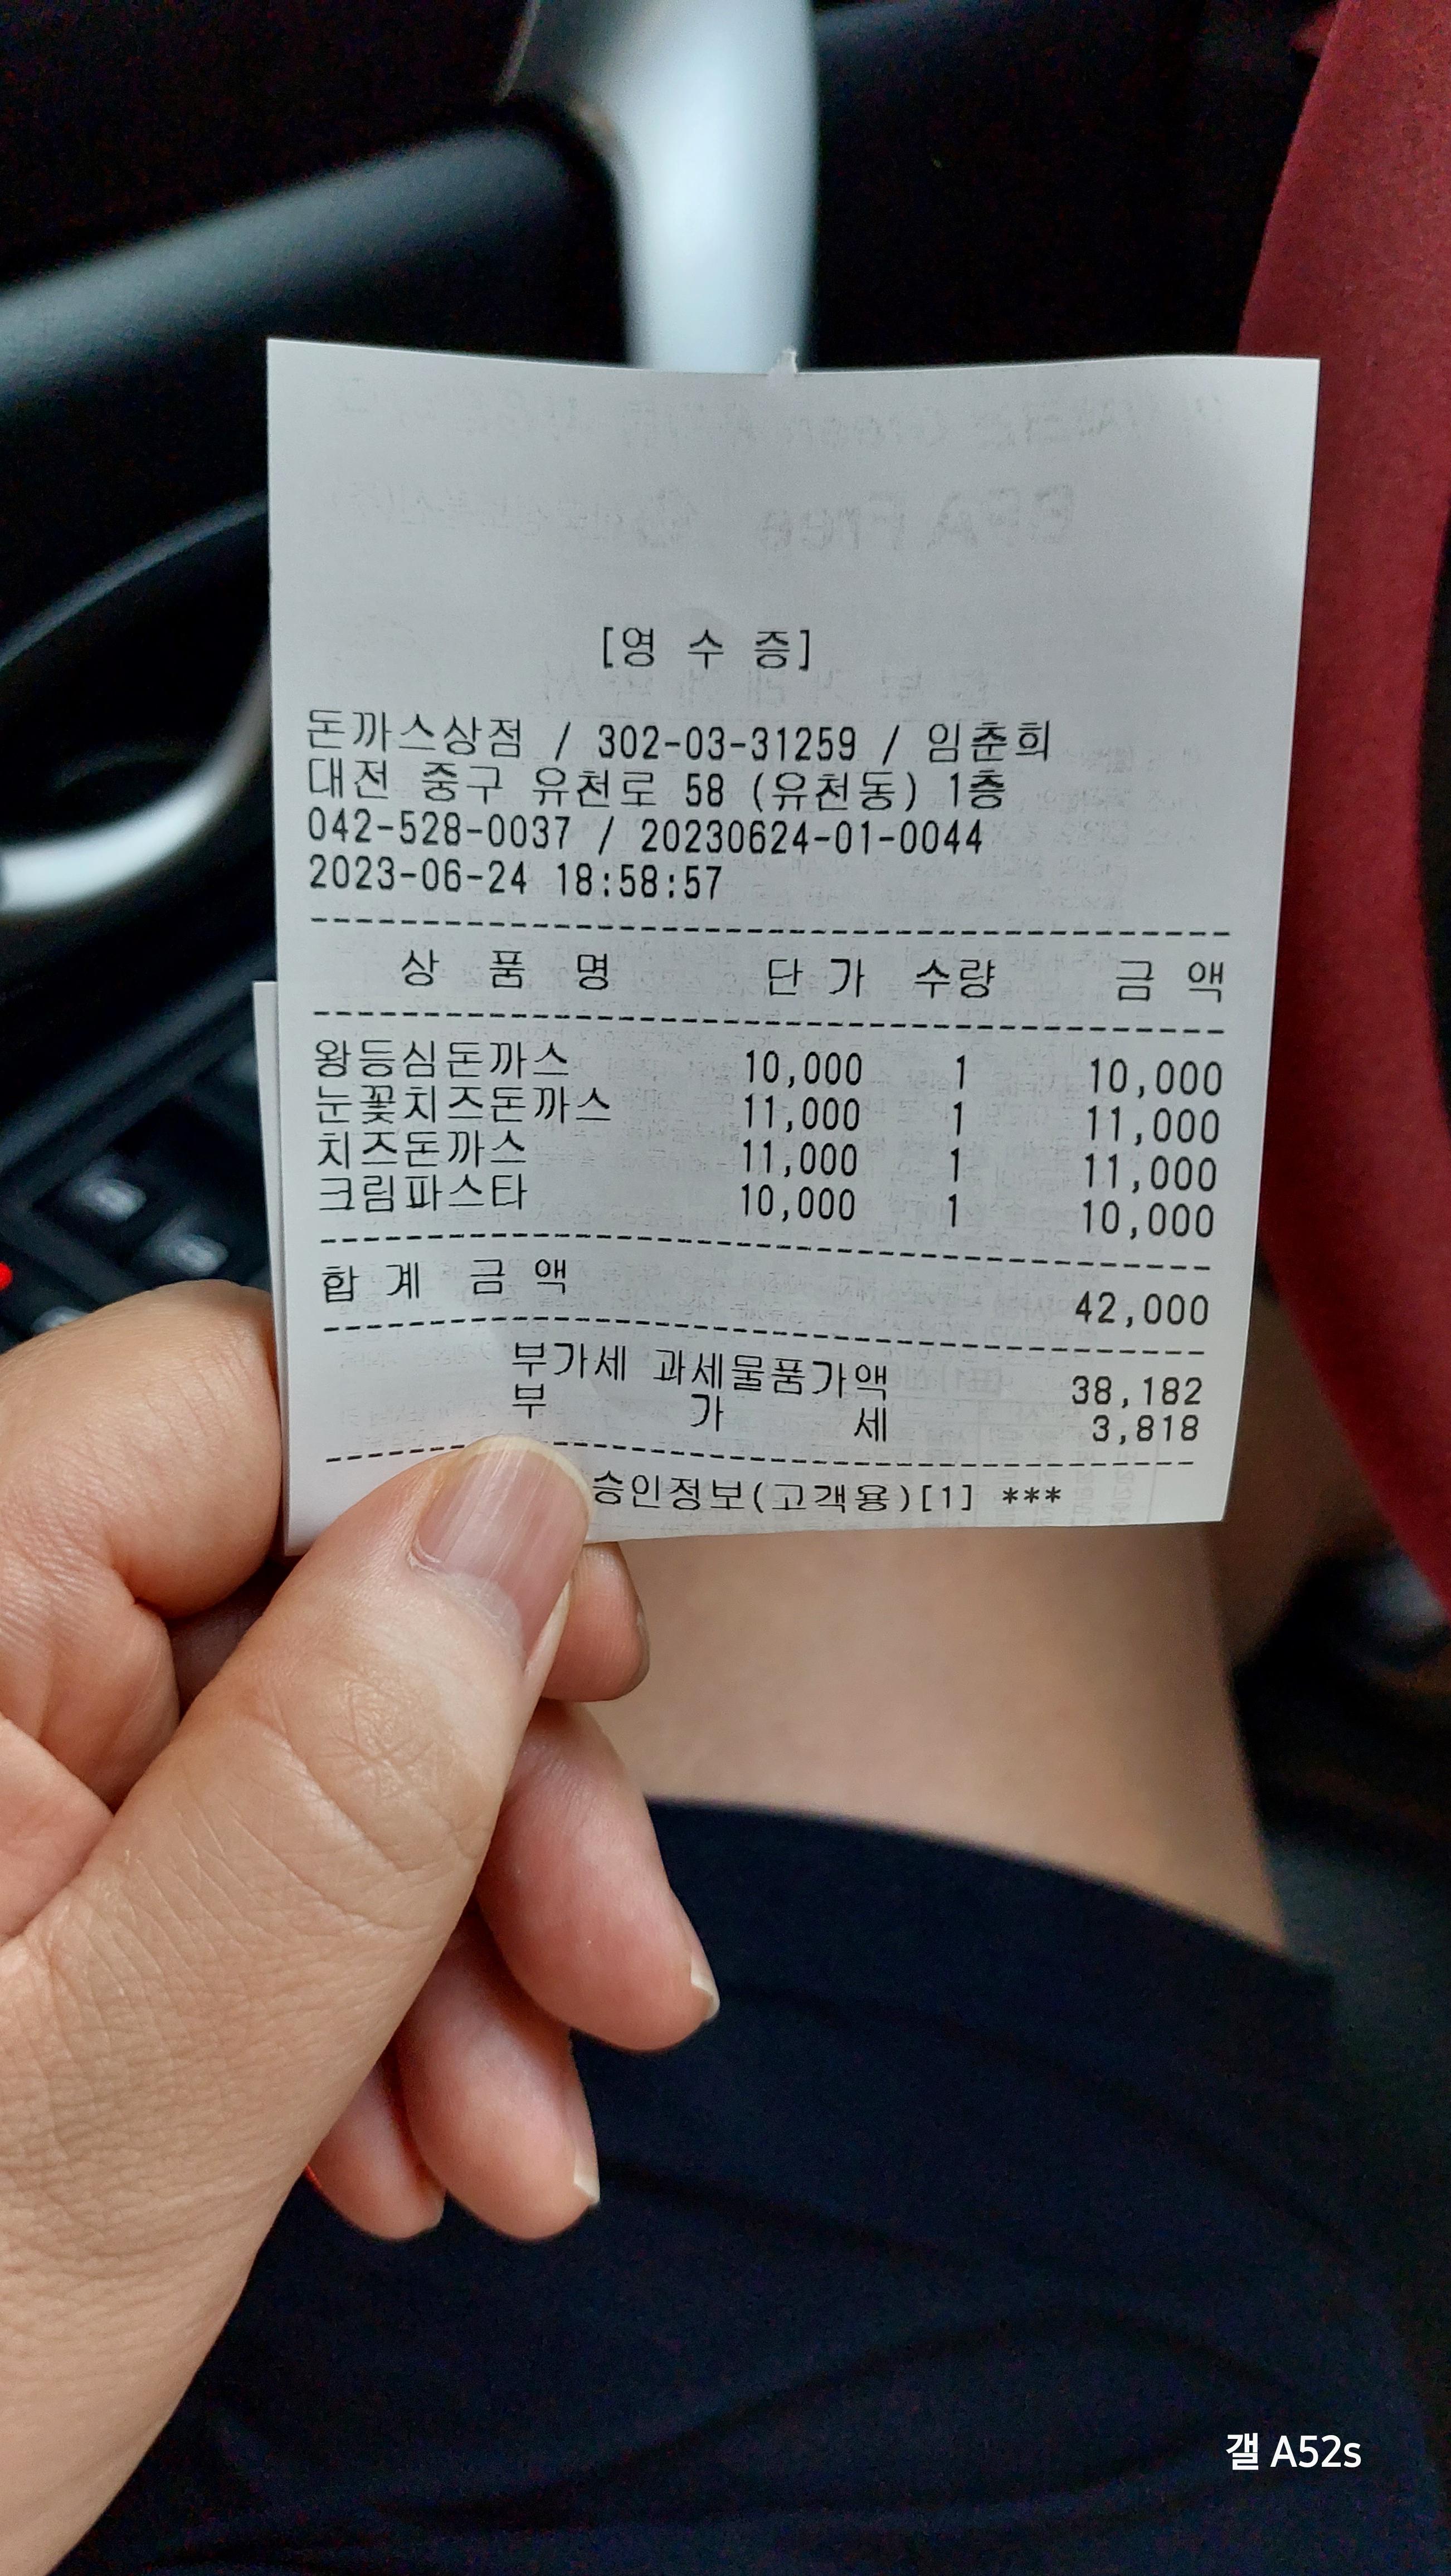 [영 수 증]
돈까스상점 / 302-03-31259 / 임춘희
대전 중구 유천로 58 (유천동) 1층
042-528-0037 / 20230624-01-0044
2023-06-24 18:58:57
상 품 명 단 가 수량 금 액
왕등심돈까스 10,000 1 10,000
눈꽃치즈돈까스 11,000 1 11,000
치즈돈까스 11,000 1 11,000
크림파스타 10,000 1 10,000
합 계 금 액 42,000
부가세 과세물품가액 38,182
부 가 세 3,818
승인정보(고객용)[1] ***
갤 A52s